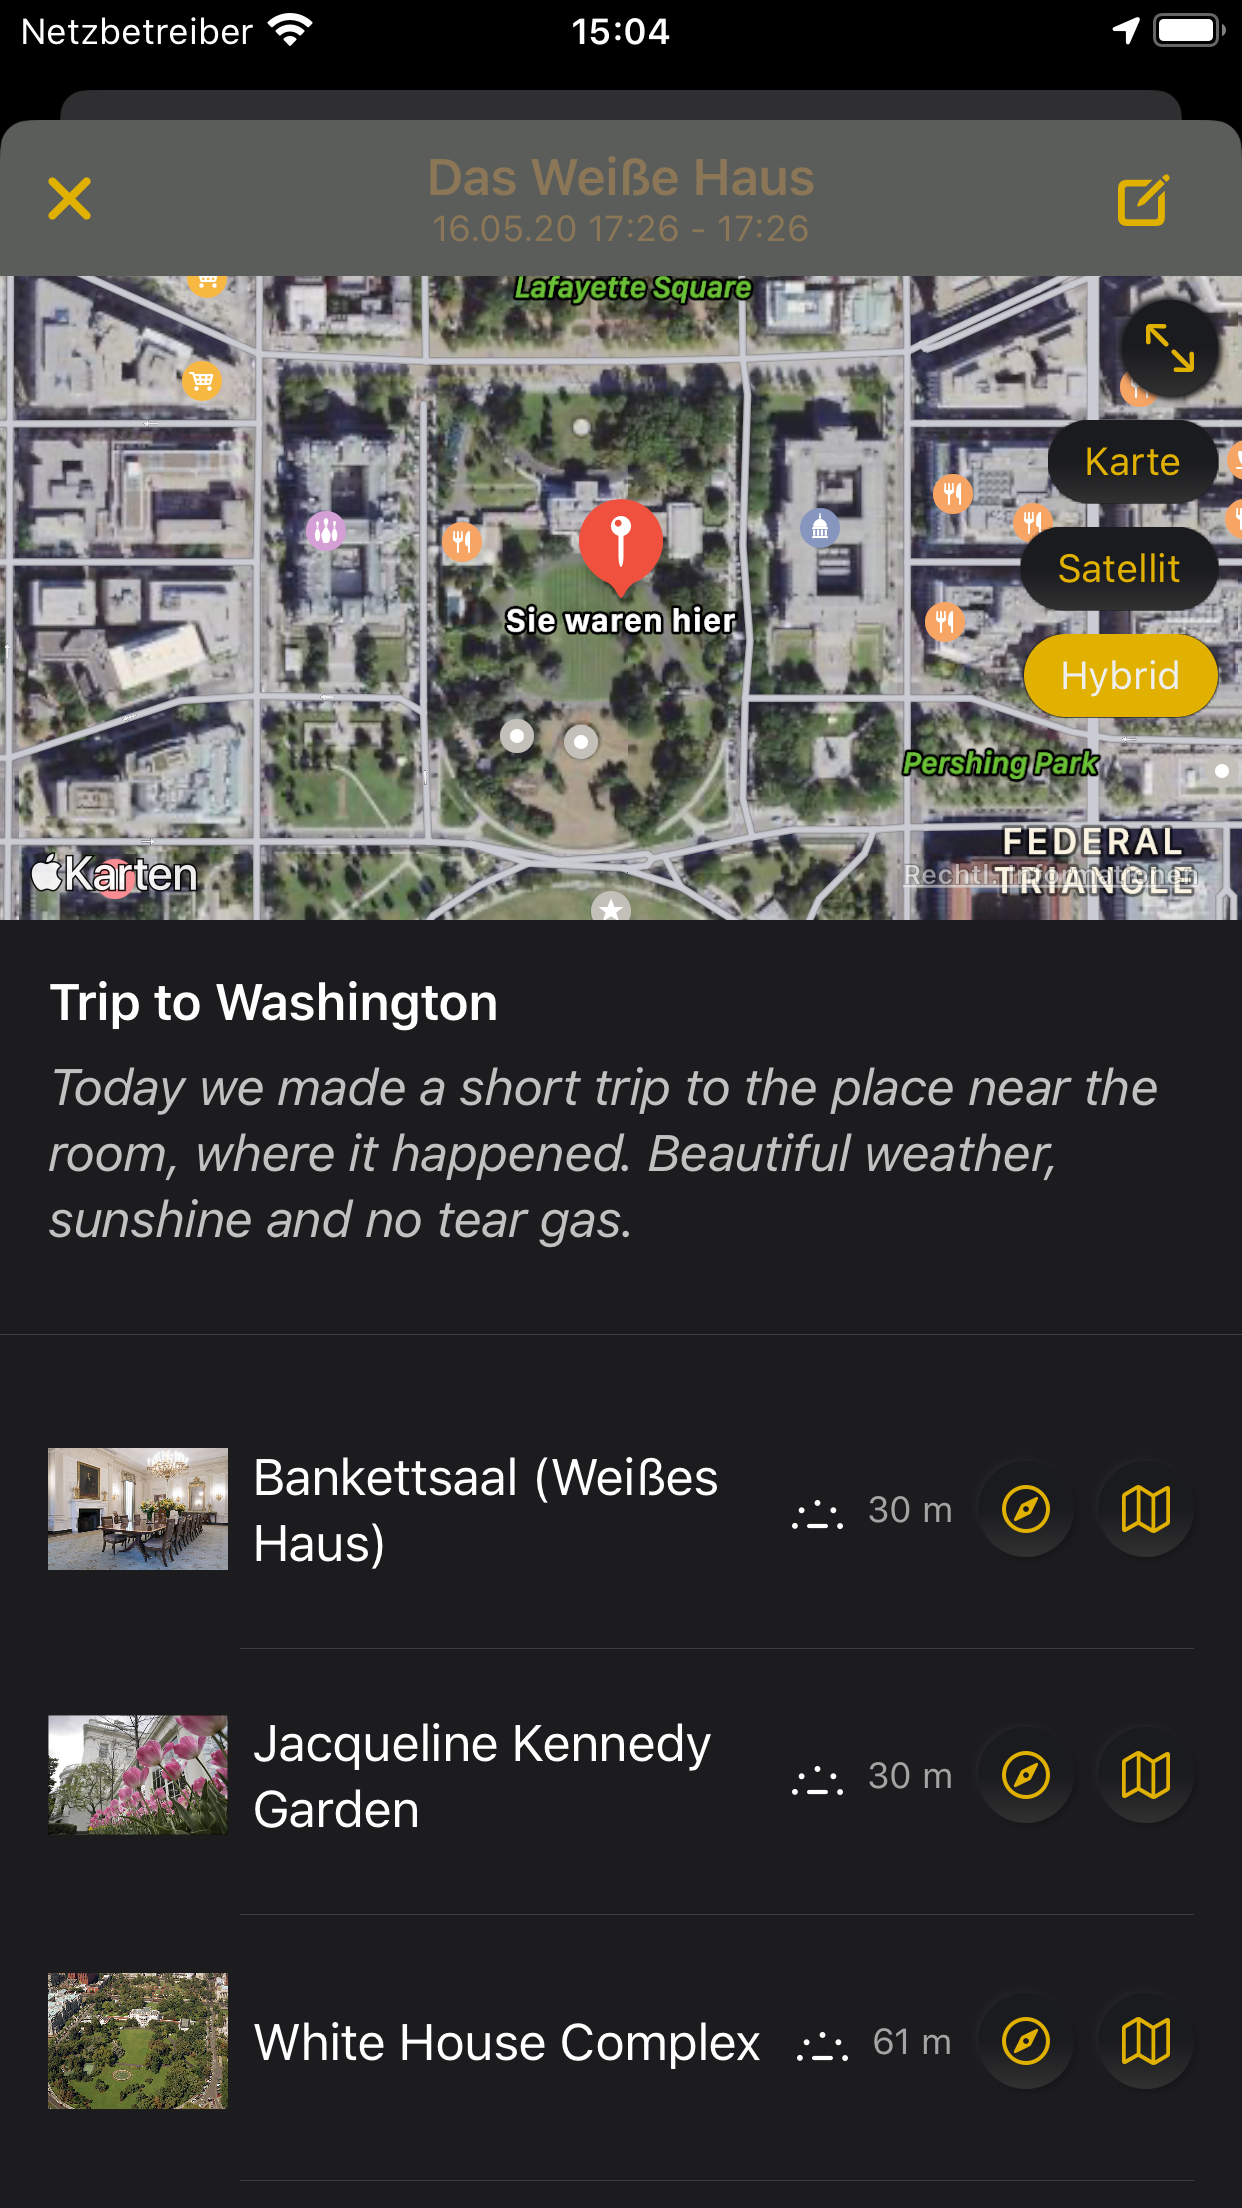 Netzbetreiber 15:04
Das Weiße Haus
16.05.20 17:26 - 17:26
Lafayette Square
Karte
Satellit
Sie waren hier
Hybrid
Pershing Park
FEDERAL
TRIANGLE
Karten
Rechtl. Informationen
Trip to Washington
Today we made a short trip to the place near the
room, where it happened. Beautiful weather,
sunshine and no tear gas.
Bankettsaal (Weißes
Haus)
30 m
Jacqueline Kennedy
Garden
30 m
White House Complex
61 m